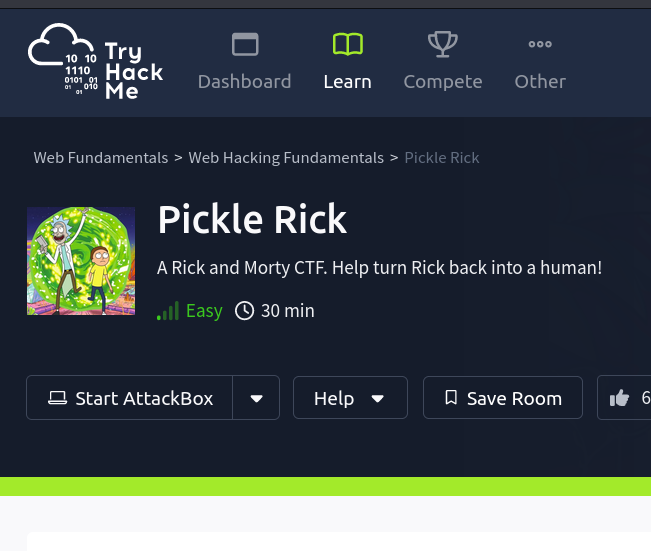 Try
Hack
Me
10 10
1110
0101 01
01 010
01
Dashboard Learn Compete Other
Web Fundamentals > Web Hacking Fundamentals > Pickle Rick
Pickle Rick
A Rick and Morty CTF. Help turn Rick back into a human!
Easy 30 min
Start AttackBox Help Save Room 6